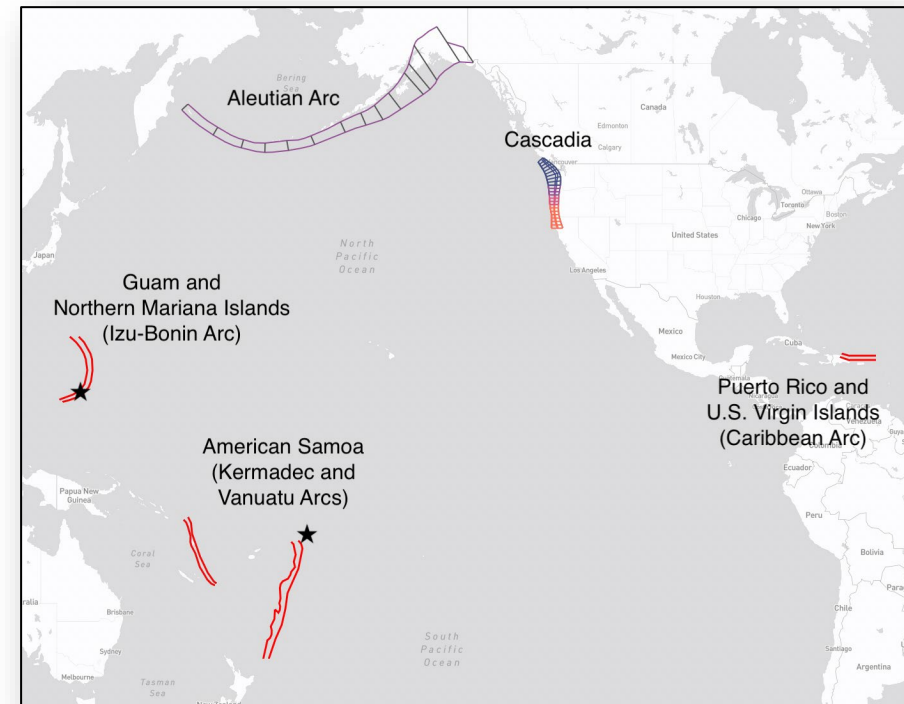 Bering
Sea
Aleutian Arc
Canada
Cascadia
Edmonton
Calgary
Vancouver
Ottawa
Toronto
Boston
Chicago
New York
United States
North
Pacific
Ocean
Japan
Los Angeles
Houston
Guam and
Northern Mariana Islands
(Izu-Bonin Arc)
Mexico
Cuba
Mexico City
Guatemala
Nicaragua
Puerto Rico and
U.S. Virgin Islands
(Caribbean Arc)
Venezuela
Colombia
American Samoa
(Kermadec and
Vanuatu Arcs)
Ecuador
Papua New
Guinea
Peru
Coral
Sea
Bolivia
Brisbane
Chile
South
Pacific
Ocean
Sydney
Santiago
Argentina
Melbourne
Tasman
Sea